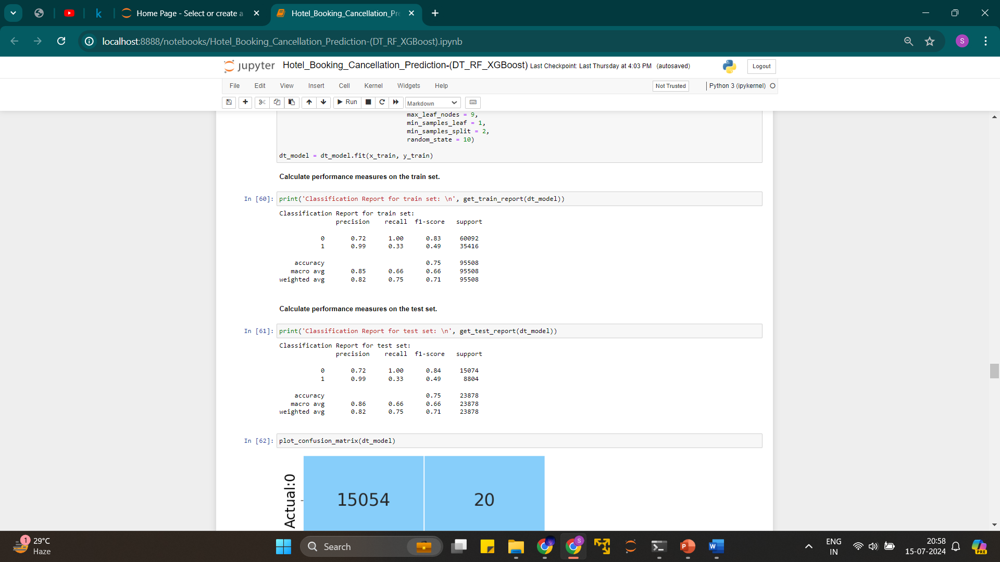 Home Page - Select or create a
Hotel_Booking_Cancellation_Pre
localhost:8888/notebooks/Hotel_Booking_Cancellation_Prediction-(DT_RF_XGBoost).ipynb
S
jupyter Hotel_Booking_Cancellation_Prediction-(DT_RF_XGBoost) Last Checkpoint: Last Thursday at 4:03 PM (autosaved)
Logout
File Edit View Insert Cell Kernel Widgets Help
Not Trusted
Python 3 (ipykernel)
Run
Markdown
max_leaf_nodes = 9,
min_samples_leaf = 1,
min_samples_split = 2,
random_state = 10)
dt_model = dt_model.fit(x_train, y_train)
Calculate performance measures on the train set.
In [60]: print('Classification Report for train set: \n', get_train_report(dt_model))
Classification Report for train set:
precision recall f1-score support
0 0.72 1.00 0.83 60092
1 0.99 0.33 0.49 35416
accuracy 0.75 95508
macro avg 0.85 0.66 0.66 95508
weighted avg 0.82 0.75 0.71 95508
Calculate performance measures on the test set.
In [61]: print('Classification Report for test set: \n', get_test_report(dt_model))
Classification Report for test set:
precision recall f1-score support
0 0.72 1.00 0.84 15074
1 0.99 0.33 0.49 8804
accuracy 0.75 23878
macro avg 0.86 0.66 0.66 23878
weighted avg 0.82 0.75 0.71 23878
In [62]: plot_confusion_matrix(dt_model)
Actual:0
15054 20
1
29°C
Haze
Search
S
ENG
IN
20:58
15-07-2024
PRE